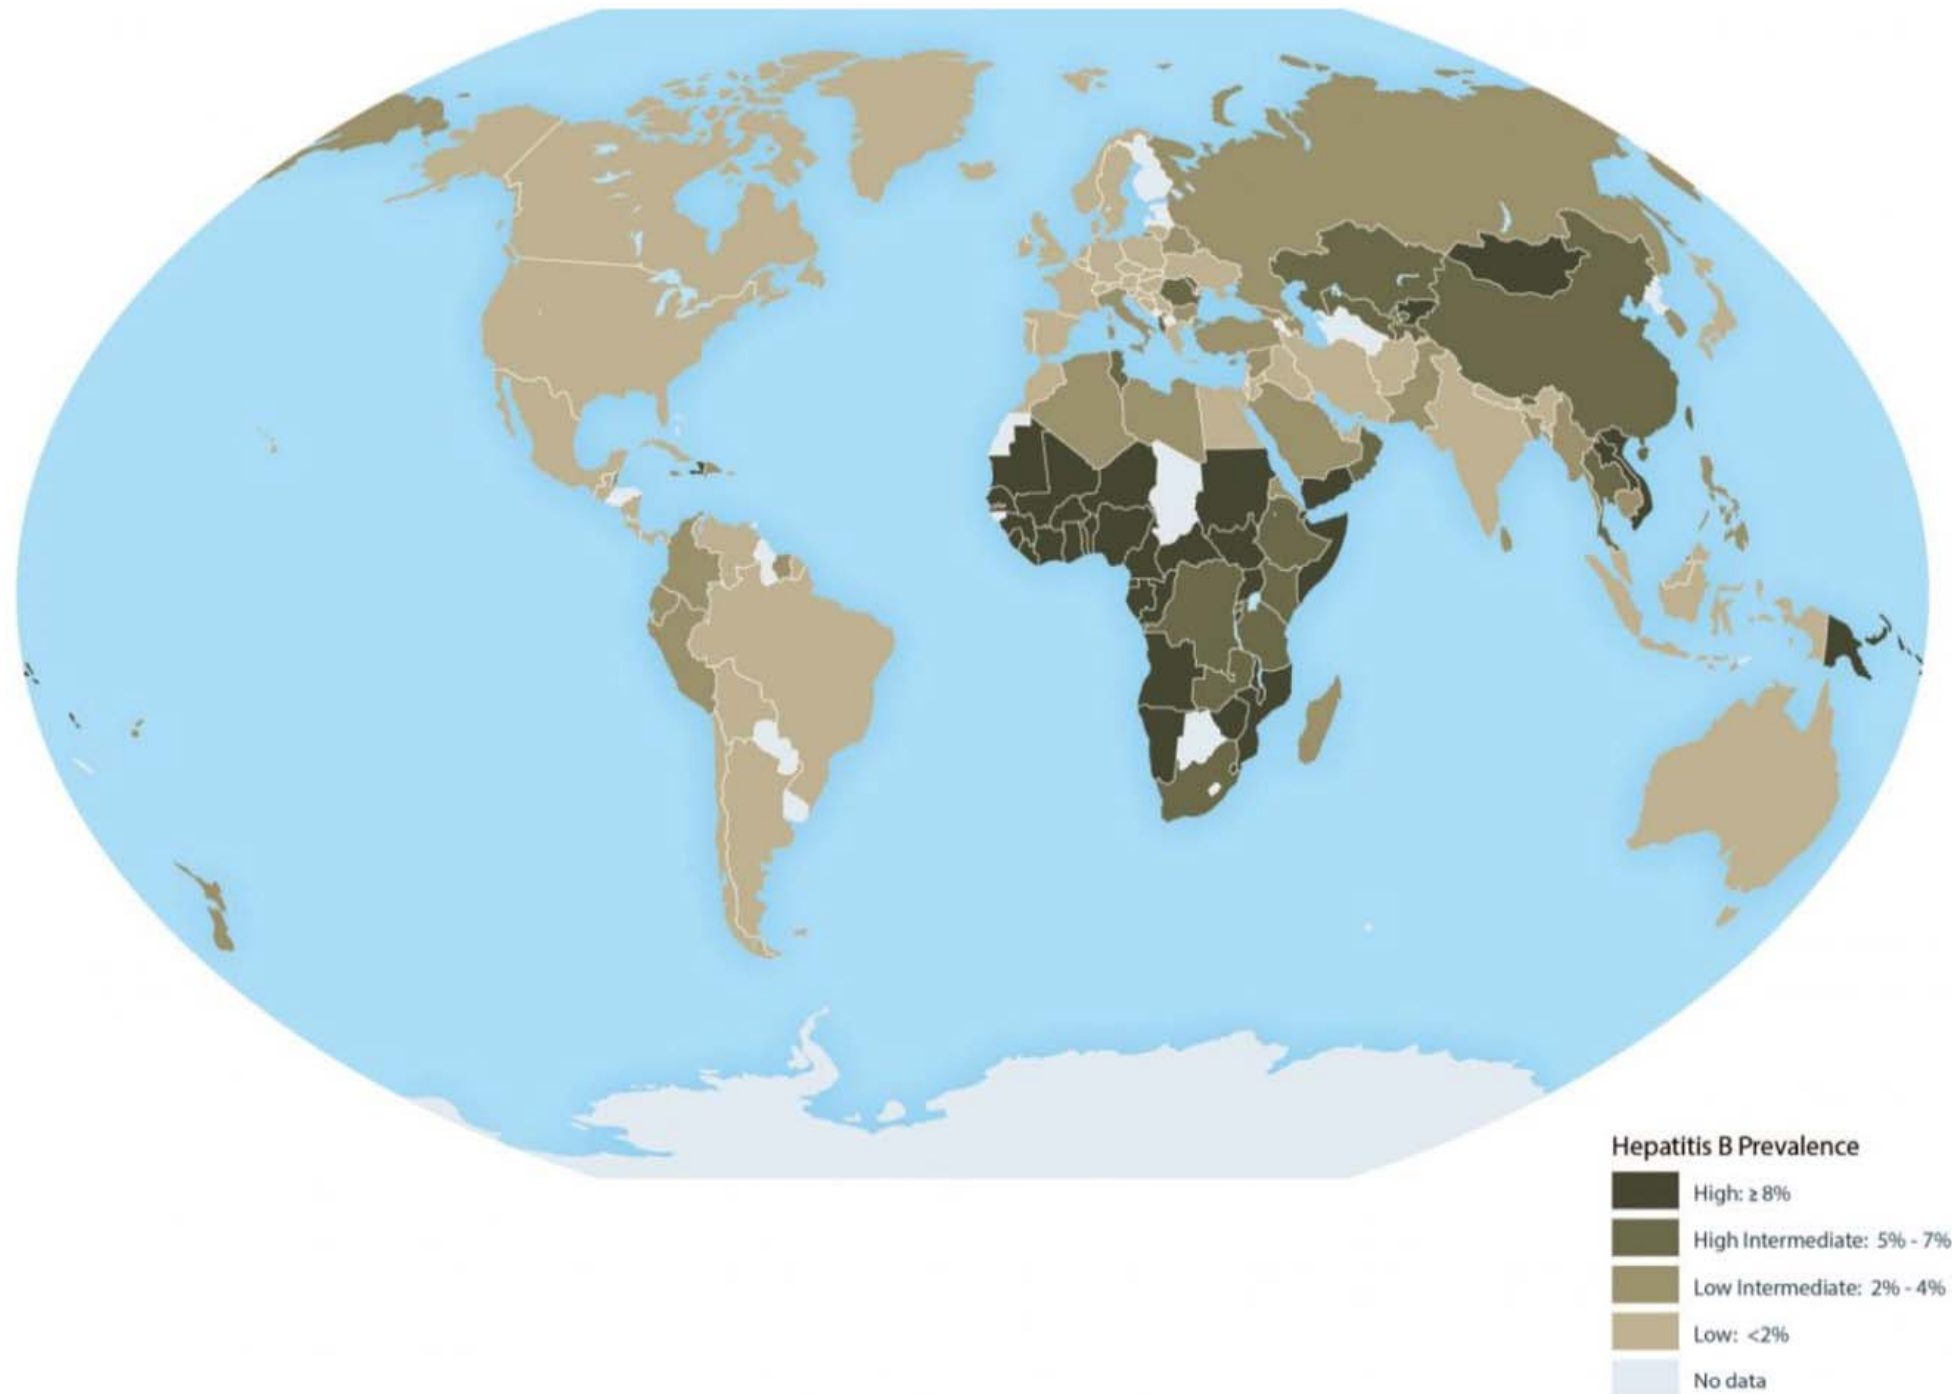 Hepatitis B Prevalence
High: ≥ 8%
High Intermediate: 5% - 7%
Low Intermediate: 2% - 4%
Low: <2%
No data